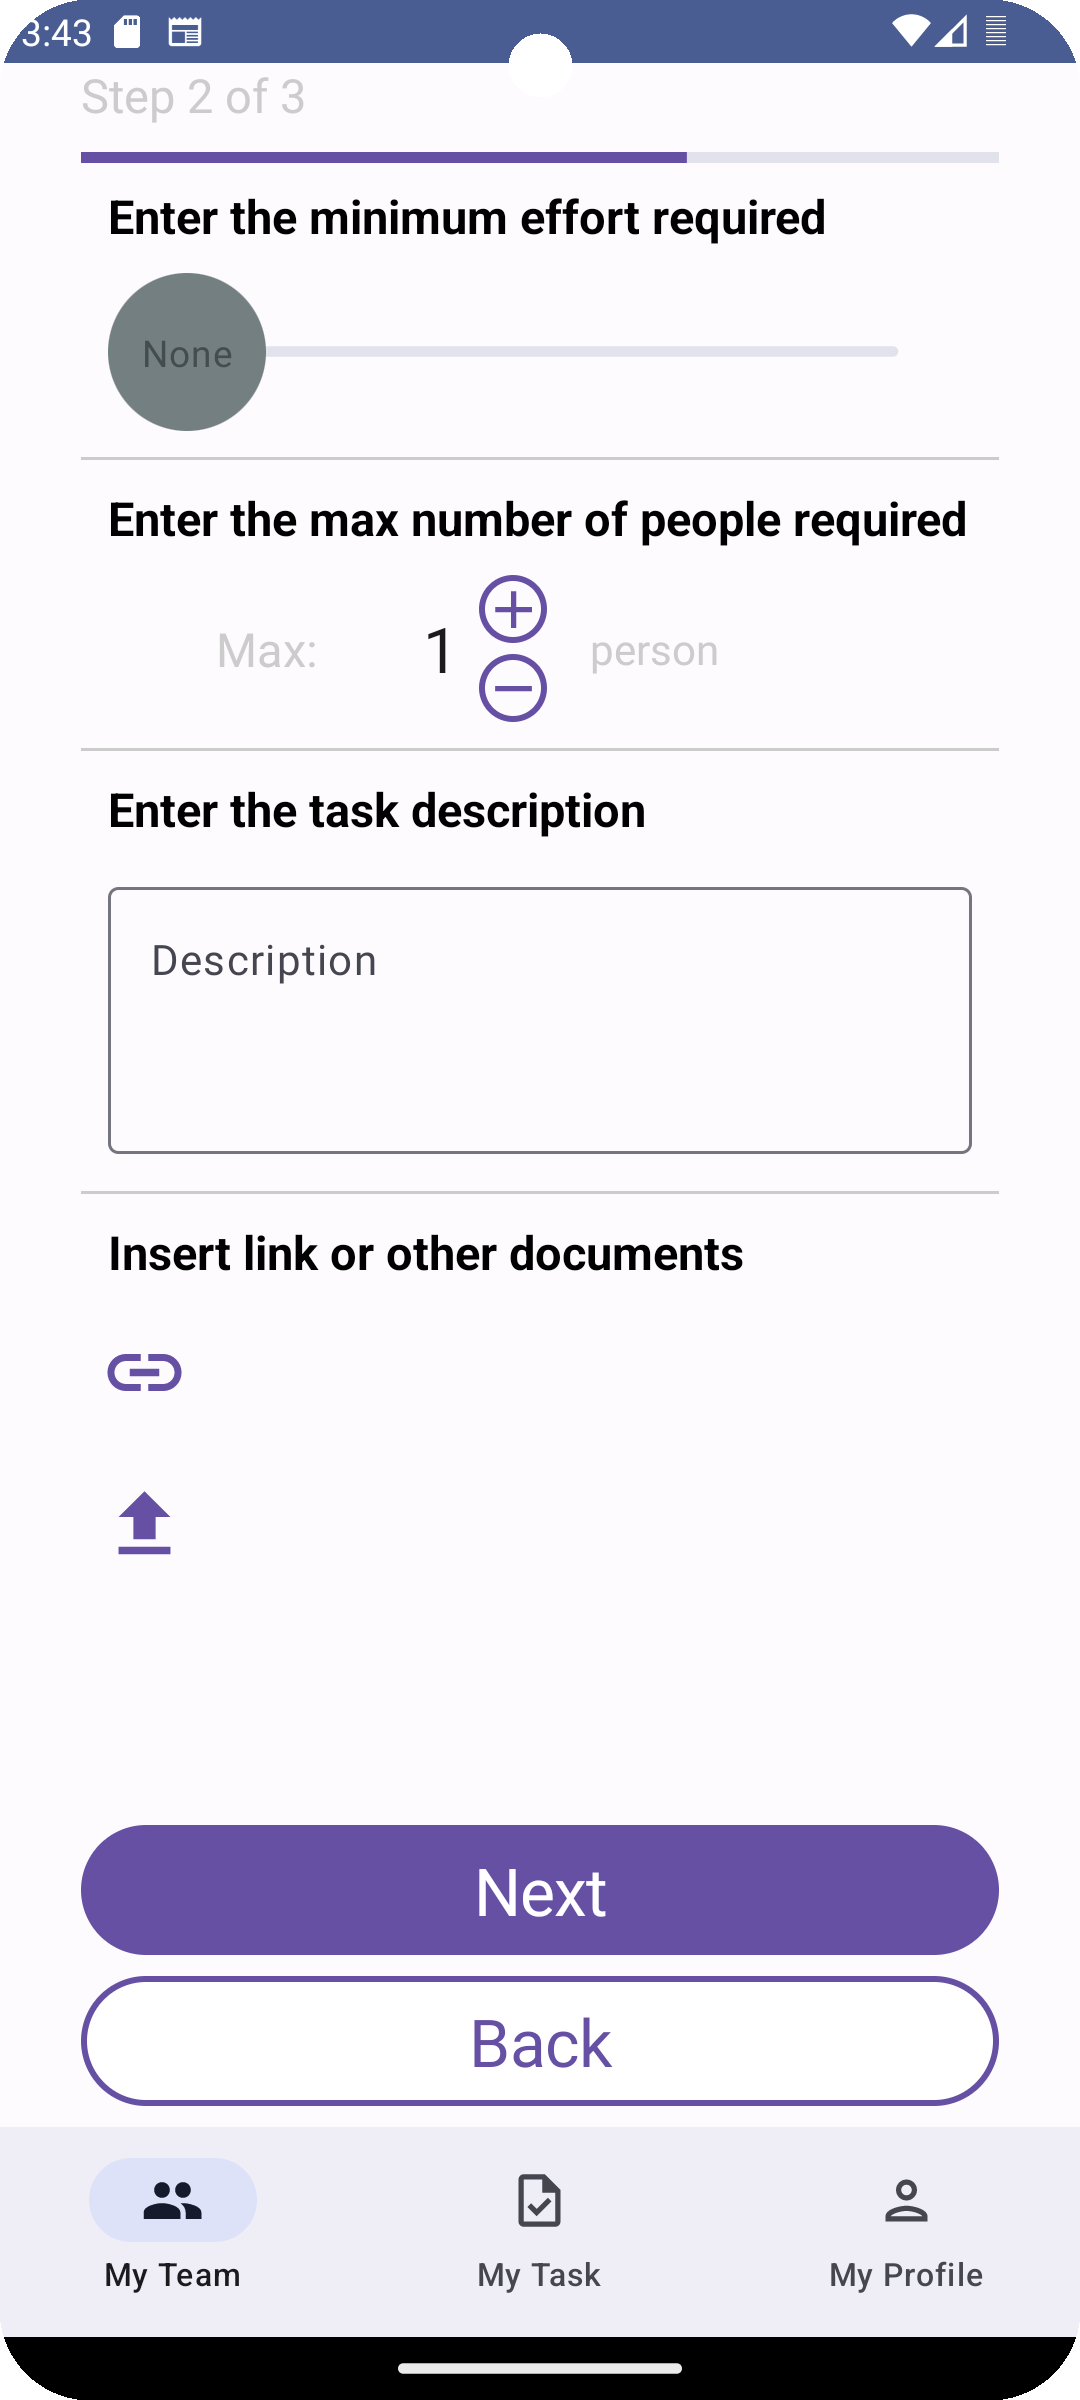 3:43
Step 2 of 3
Enter the minimum effort required
None
Enter the max number of people required
Max: 1 person
Enter the task description
Description
Insert link or other documents
Next
Back
My Team My Task My Profile